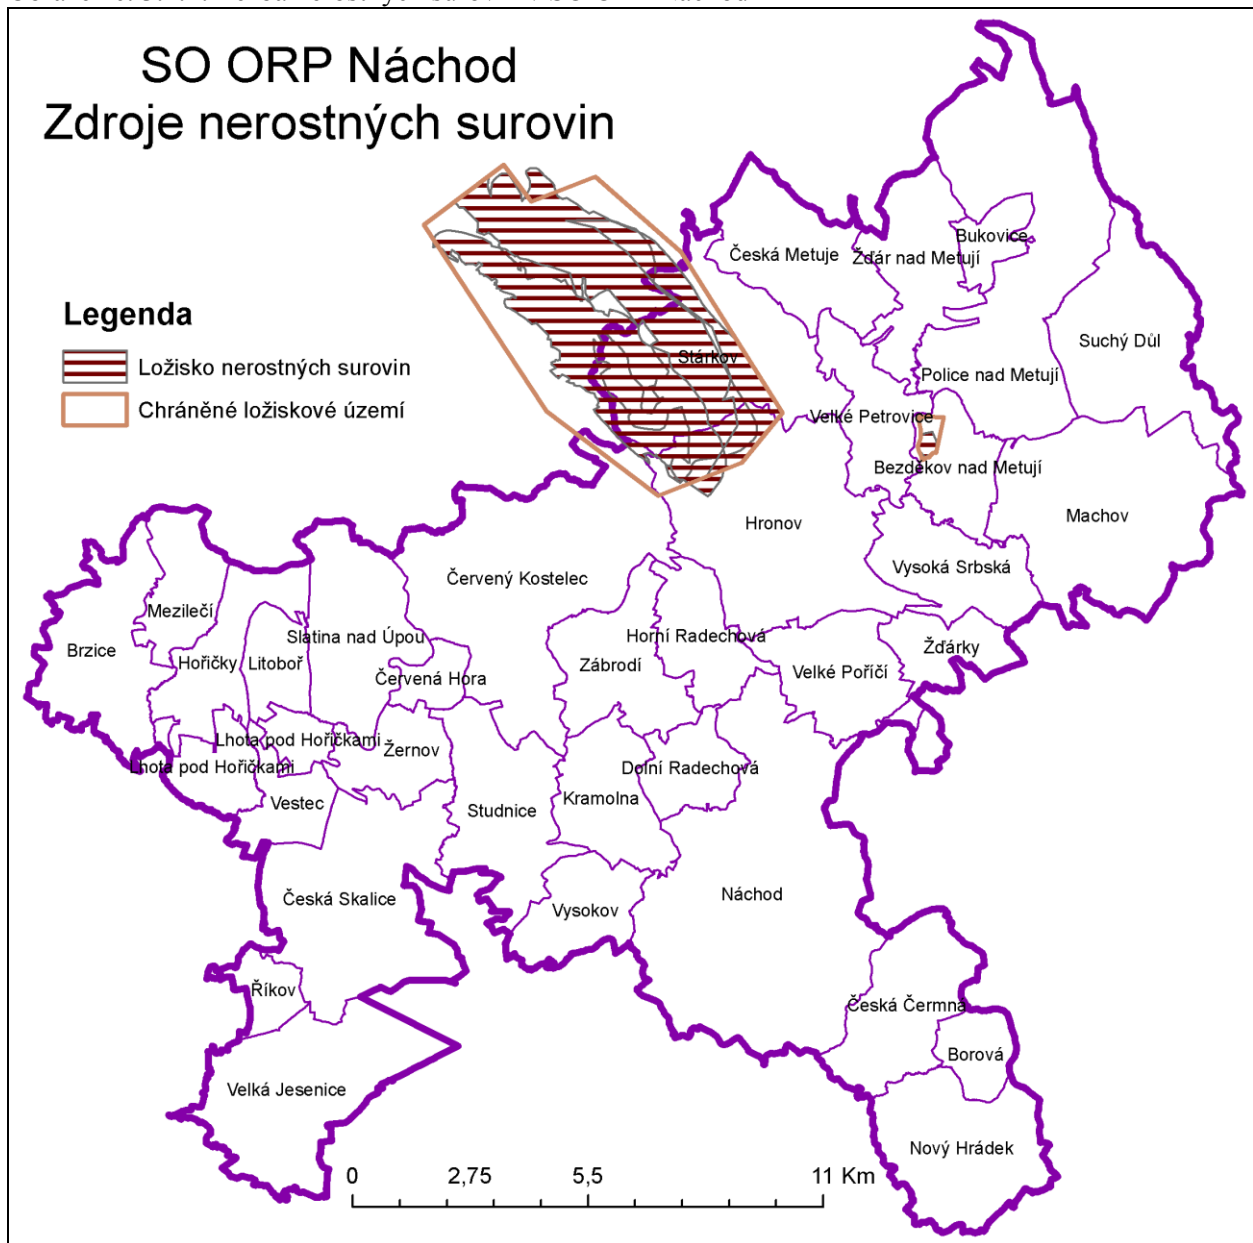 SO ORP Náchod
Zdroje nerostných surovin
Legenda
Ložisko nerostných surovin
Chráněné ložiskové území
Bukovice
Česká Metuje
Žďár nad Metují
Suchý Důl
Stárkov
Police nad Metují
Velké Petrovice
Bezděkov nad Metují
Machov
Hronov
Vysoká Srbská
Červený Kostelec
Mezilečí
Slatina nad Úpou
Horní Radechová
Žďárky
Brzice
Hořičky
Litoboř
Zábrodí
Velké Poříčí
Červená Hora
Lhota pod Hořičkami
Žernov
Lhota pod Hořičkami
Dolní Radechová
Vestec
Studnice
Kramolna
Česká Skalice
Vysokov
Náchod
Říkov
Česká Čermná
Borová
Velká Jesenice
Nový Hrádek
0 2,75 5,5 11 Km